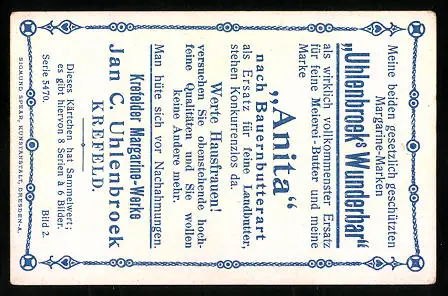 Meine beiden gesetzlich geschützten
Margarine-Marken
„Uhlenbroek's Wunderbar“
als wirklich vollkommenster Ersatz
für feine Meierei-Butter und meine
Marke
„Anita“
nach Bauernbutterart
als Ersatz für feine Landbutter,
stehen Konkurrenzlos da.
Werte Hausfrauen!
versuchen Sie obenstehende hoch-
feine Qualitäten und Sie wollen
keine Andere mehr.
Man hüte sich vor Nachahmungen.
Krefelder Margarine-Werke
Jan C. Uhlenbroek
KREFELD.
Dieses Kärtchen hat Sammelwert;
es gibt hiervon 8 Serien à 6 Bilder.
Serie 5470. Bild 2.
SIGMUND SPEAR, KUNSTANSTALT, DRESDEN-A.